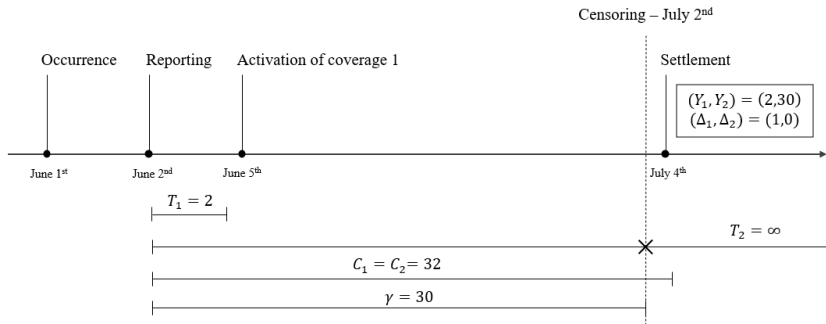 Censoring – July 2nd
Occurrence
Reporting
Activation of coverage 1
Settlement
(Y₁, Y₂) = (2,30)
(Δ₁, Δ₂) = (1,0)
June 1st
June 2nd
June 5th
July 4th
T₁ = 2
T₂ = ∞
C₁ = C₂= 32
γ = 30